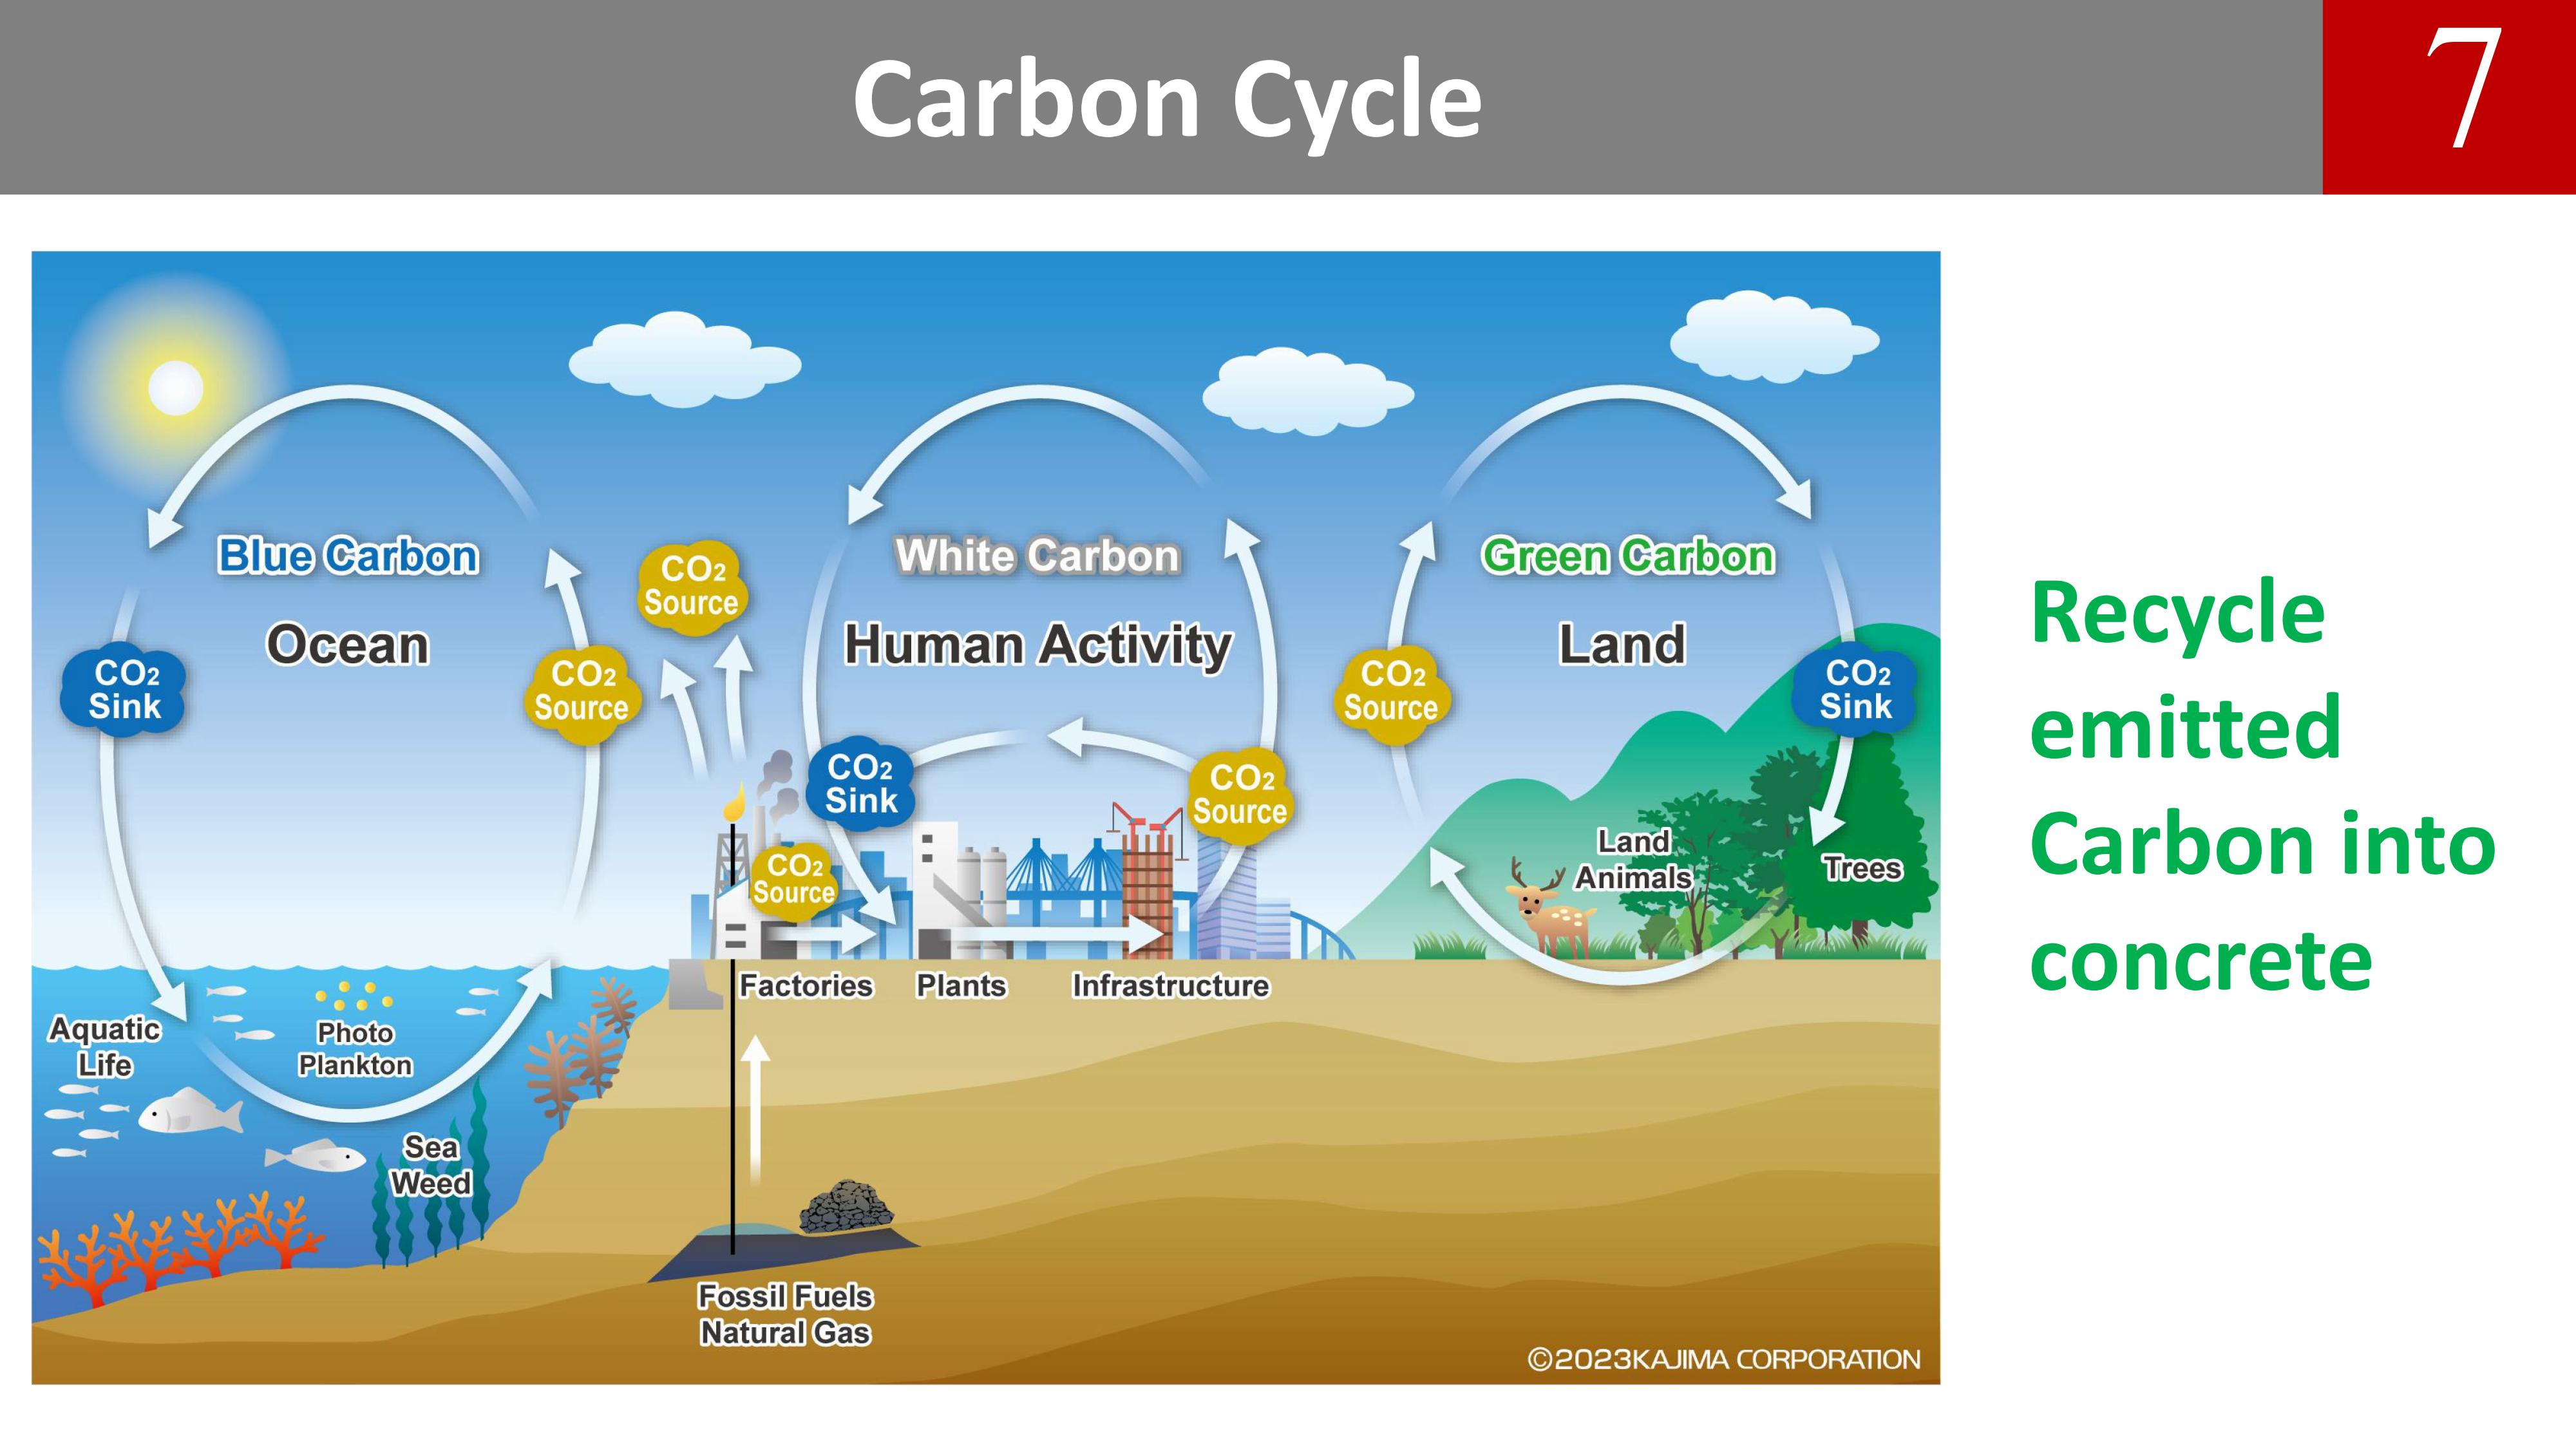 Carbon Cycle
7
Blue Carbon
Ocean
CO2
Sink
CO2
Source
CO2
Source
White Carbon
Human Activity
CO2
Sink
CO2
Source
CO2
Source
Green Carbon
Land
CO2
Source
CO2
Sink
Land
Animals
Trees
Factories
Plants
Infrastructure
Aquatic
Life
Photo
Plankton
Sea
Weed
Fossil Fuels
Natural Gas
©2023KAJIMA CORPORATION
Recycle
emitted
Carbon into
concrete